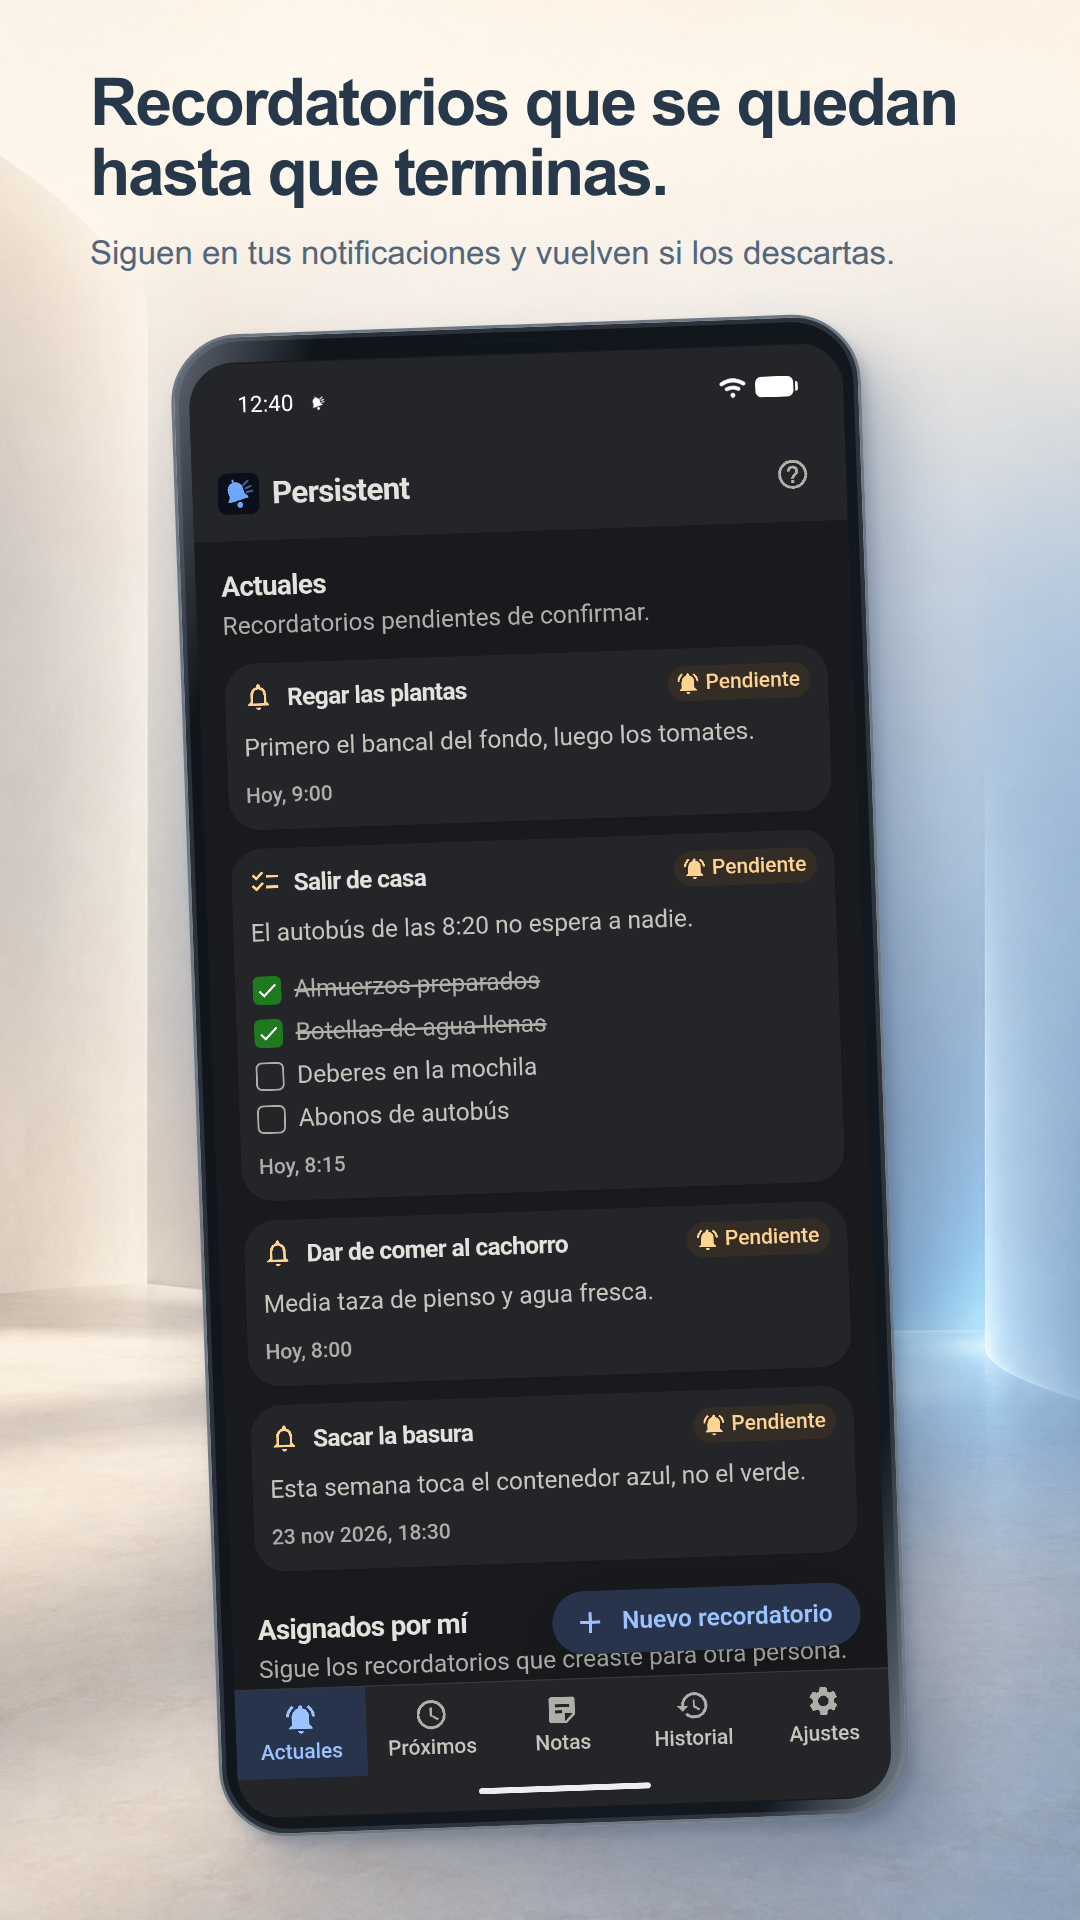 Recordatorios que se quedan
hasta que terminas.
Siguen en tus notificaciones y vuelven si los descartas.
12:40
Persistent
Actuales
Recordatorios pendientes de confirmar.
Regar las plantas
Pendiente
Primero el bancal del fondo, luego los tomates.
Hoy, 9:00
Salir de casa
Pendiente
El autobús de las 8:20 no espera a nadie.
Almuerzos preparados
Botellas de agua llenas
Deberes en la mochila
Abonos de autobús
Hoy, 8:15
Dar de comer al cachorro
Pendiente
Media taza de pienso y agua fresca.
Hoy, 8:00
Sacar la basura
Pendiente
Esta semana toca el contenedor azul, no el verde.
23 nov 2026, 18:30
Asignados por mí
Nuevo recordatorio
Sigue los recordatorios que creaste para otra persona.
Actuales
Próximos
Notas
Historial
Ajustes